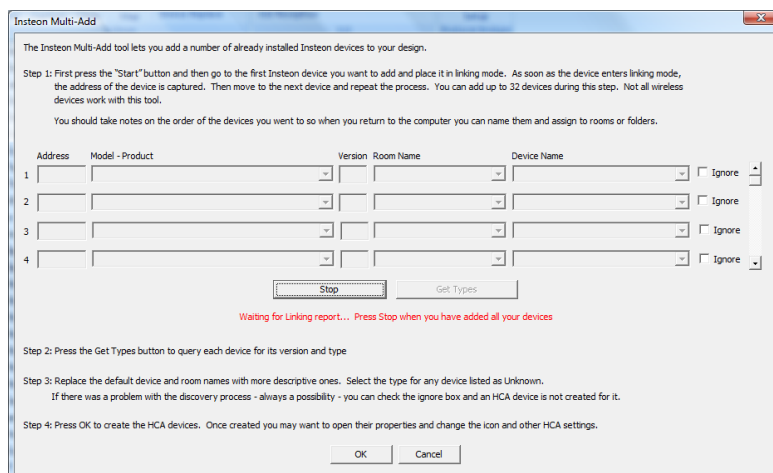 Insteon Multi-Add
The Insteon Multi-Add tool lets you add a number of already installed Insteon devices to your design.
Step 1: First press the "Start" button and then go to the first Insteon device you want to add and place it in linking mode. As soon as the device enters linking mode,
the address of the device is captured. Then move to the next device and repeat the process. You can add up to 32 devices during this step. Not all wireless
devices work with this tool.
You should take notes on the order of the devices you went to so when you return to the computer you can name them and assign to rooms or folders.
Address Model - Product Version Room Name Device Name
1 Ignore
2 Ignore
3 Ignore
4 Ignore
Stop Get Types
Waiting for Linking report... Press Stop when you have added all your devices
Step 2: Press the Get Types button to query each device for its version and type
Step 3: Replace the default device and room names with more descriptive ones. Select the type for any device listed as Unknown.
If there was a problem with the discovery process - always a possibility - you can check the ignore box and an HCA device is not created for it.
Step 4: Press OK to create the HCA devices. Once created you may want to open their properties and change the icon and other HCA settings.
OK Cancel